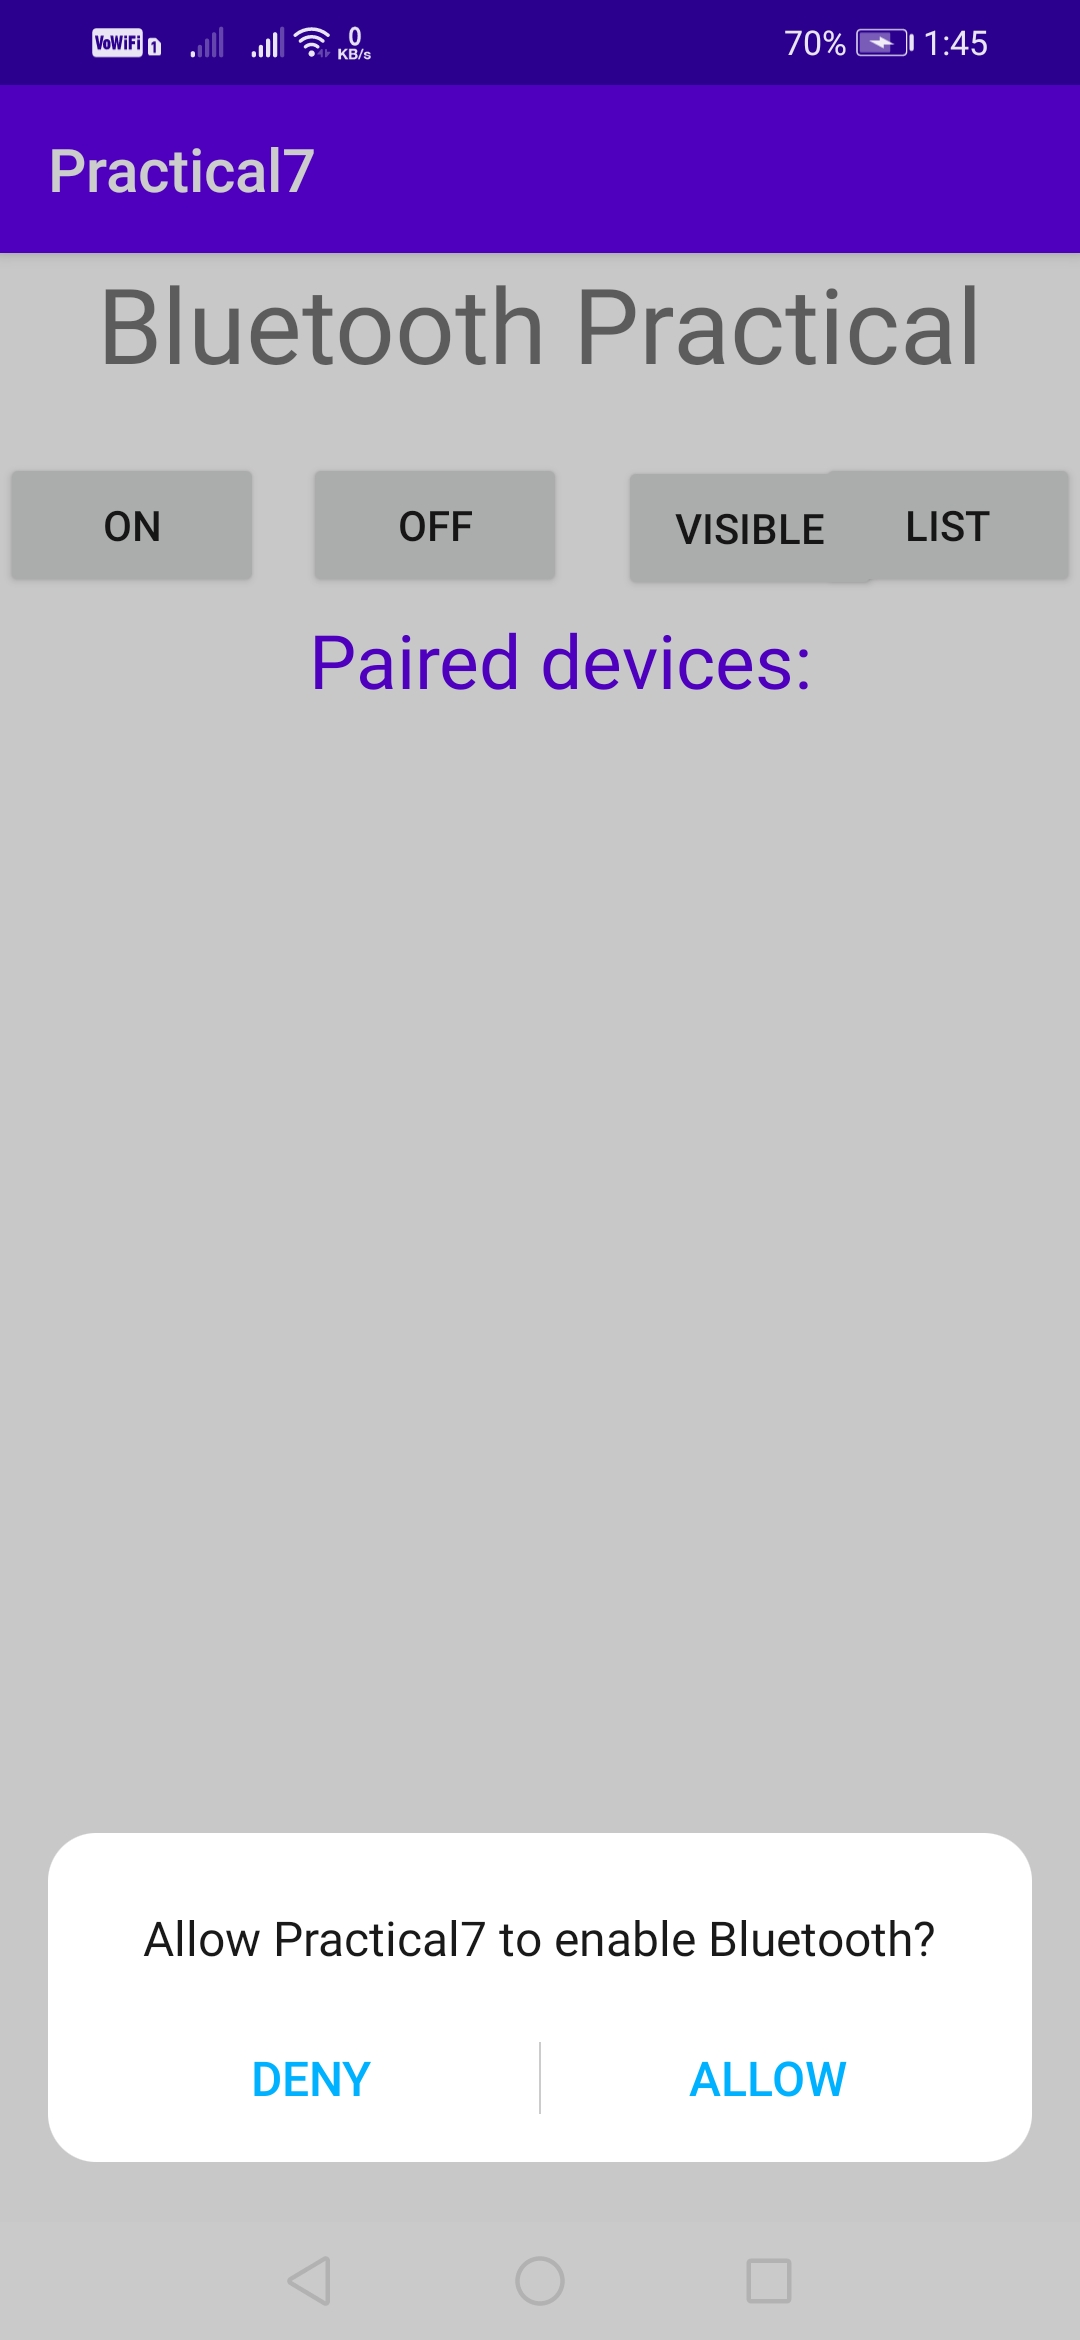 VoWiFi 1 0 KB/s 70% 1:45
Practical7
Bluetooth Practical
ON OFF VISIBLE LIST
Paired devices:
Allow Practical7 to enable Bluetooth?
DENY ALLOW